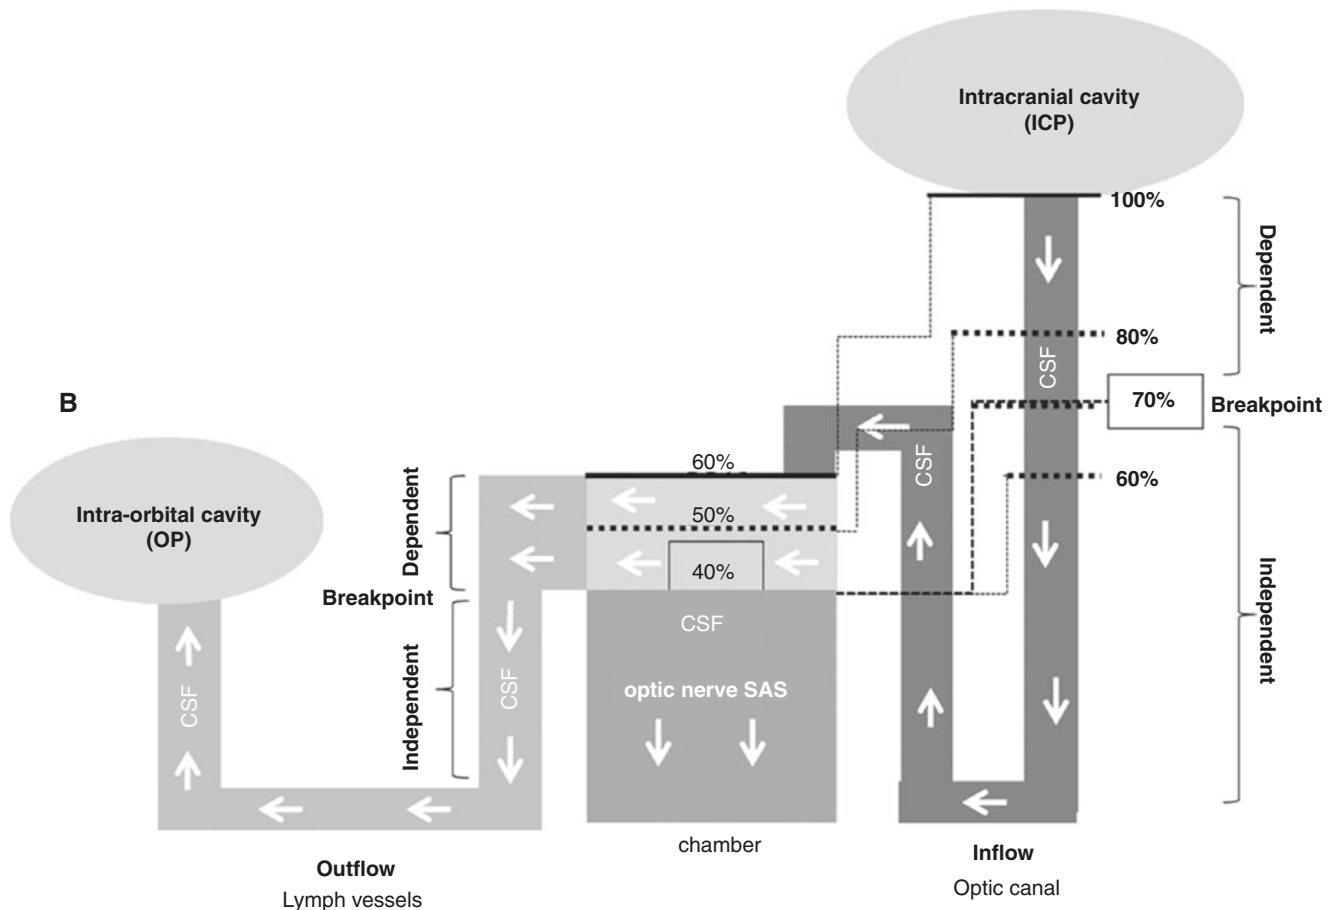 Intracranial cavity
(ICP)
100%
Dependent
80%
CSF
70%
Breakpoint
60%
Independent
B
Intra-orbital cavity
(OP)
Dependent
Breakpoint
Independent
CSF
CSF
60%
50%
40%
CSF
optic nerve SAS
CSF
chamber
Outflow
Lymph vessels
Inflow
Optic canal